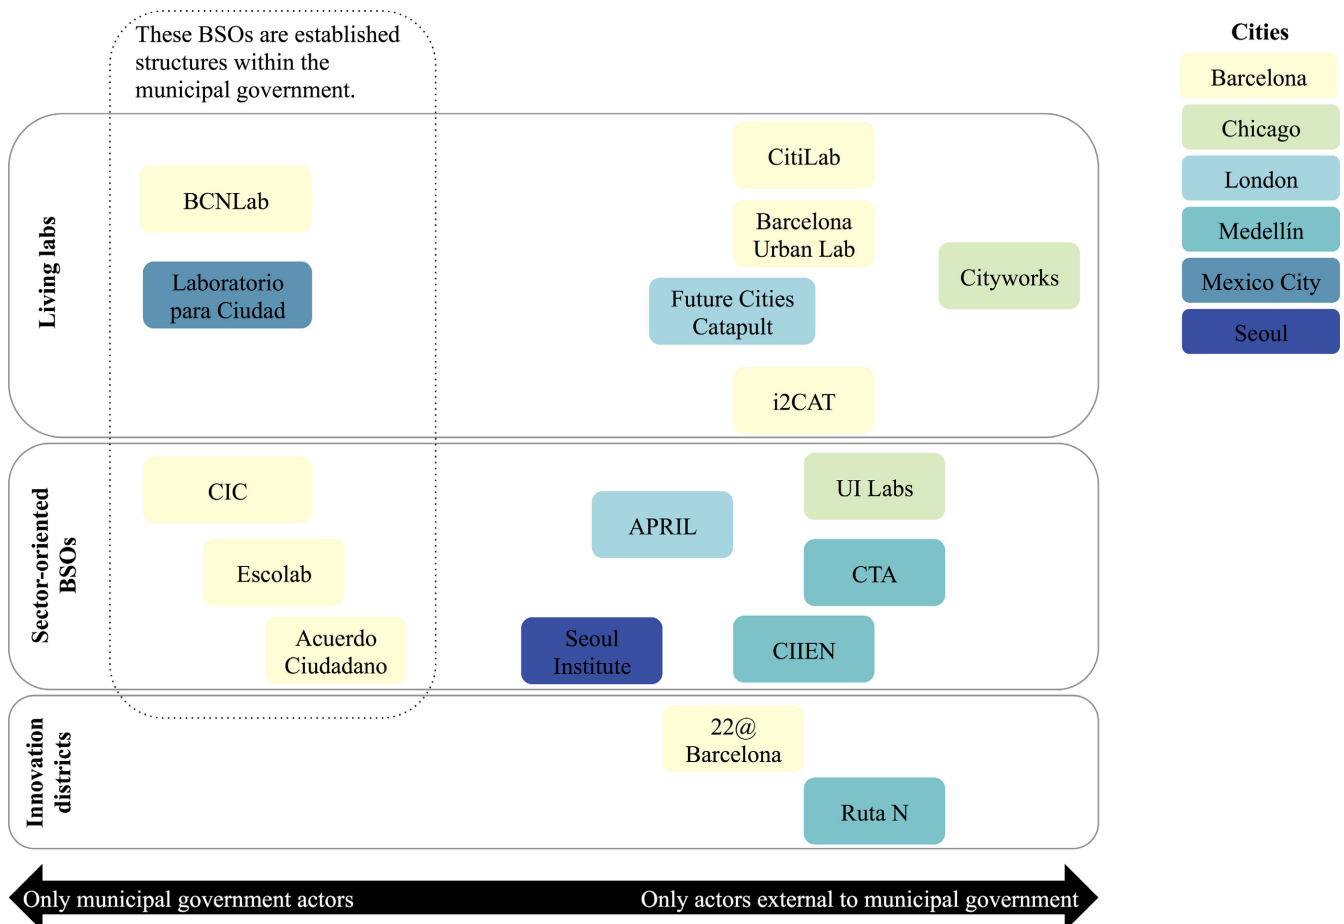 These BSOs are established
structures within the
municipal government.
Cities
Barcelona
Chicago
London
Medellín
Mexico City
Seoul
Living labs
BCNLab
Laboratorio
para Ciudad
CitiLab
Barcelona
Urban Lab
Future Cities
Catapult
Cityworks
i2CAT
Sector-oriented
BSOs
CIC
Escolab
Acuerdo
Ciudadano
APRIL
Seoul
Institute
UI Labs
CTA
CIIEN
Innovation
districts
22@
Barcelona
Ruta N
Only municipal government actors
Only actors external to municipal government